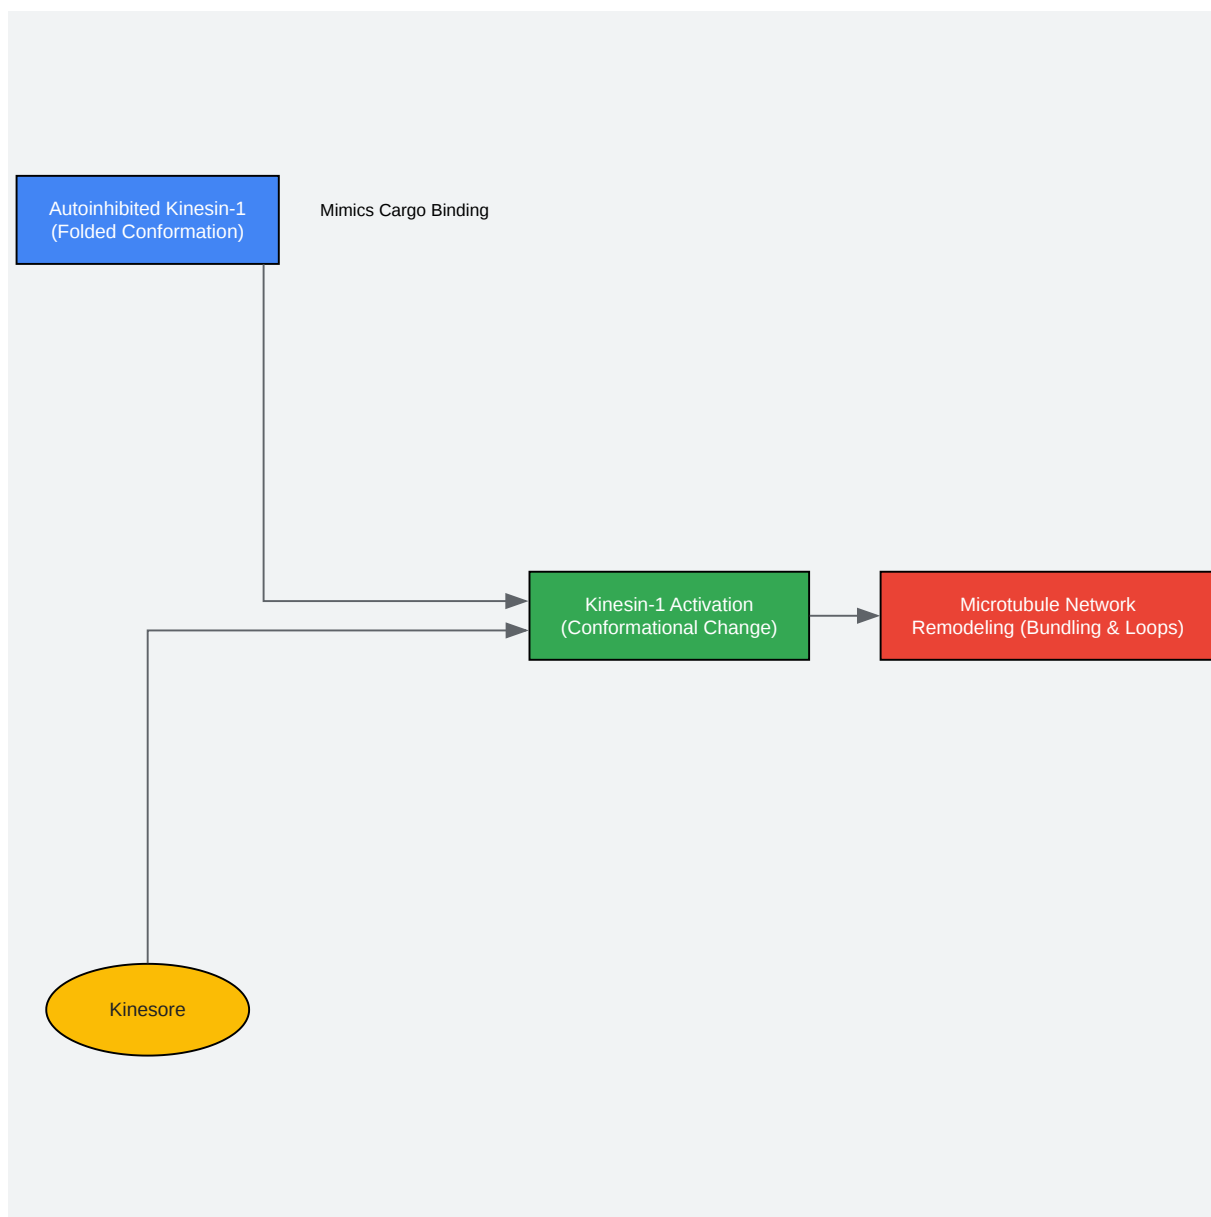 Autoinhibited Kinesin-1
(Folded Conformation)
Mimics Cargo Binding
Kinesin-1 Activation
(Conformational Change)
Microtubule Network
Remodeling (Bundling & Loops)
Kinesore